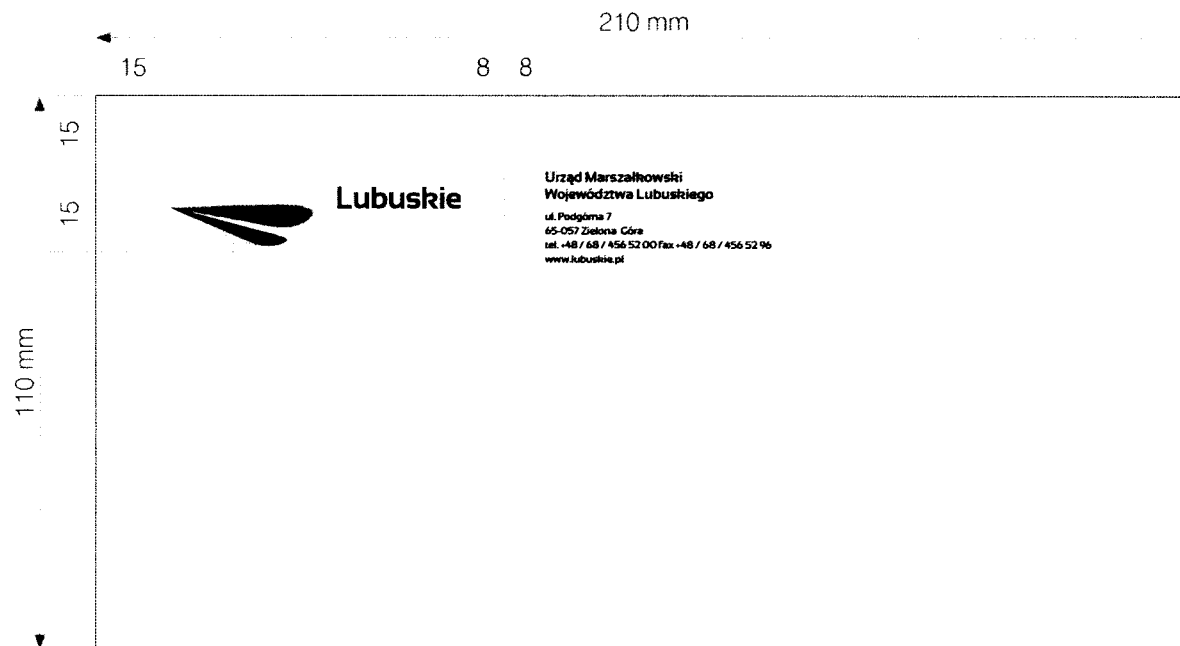 210 mm
15 8 8
15
15
110 mm
Lubuskie
Urząd Marszałkowski
Województwa Lubuskiego
ul. Podgórna 7
65-057 Zielona Góra
tel. +48 / 68 / 456 52 00 fax +48 / 68 / 456 52 96
www.lubuskie.pl